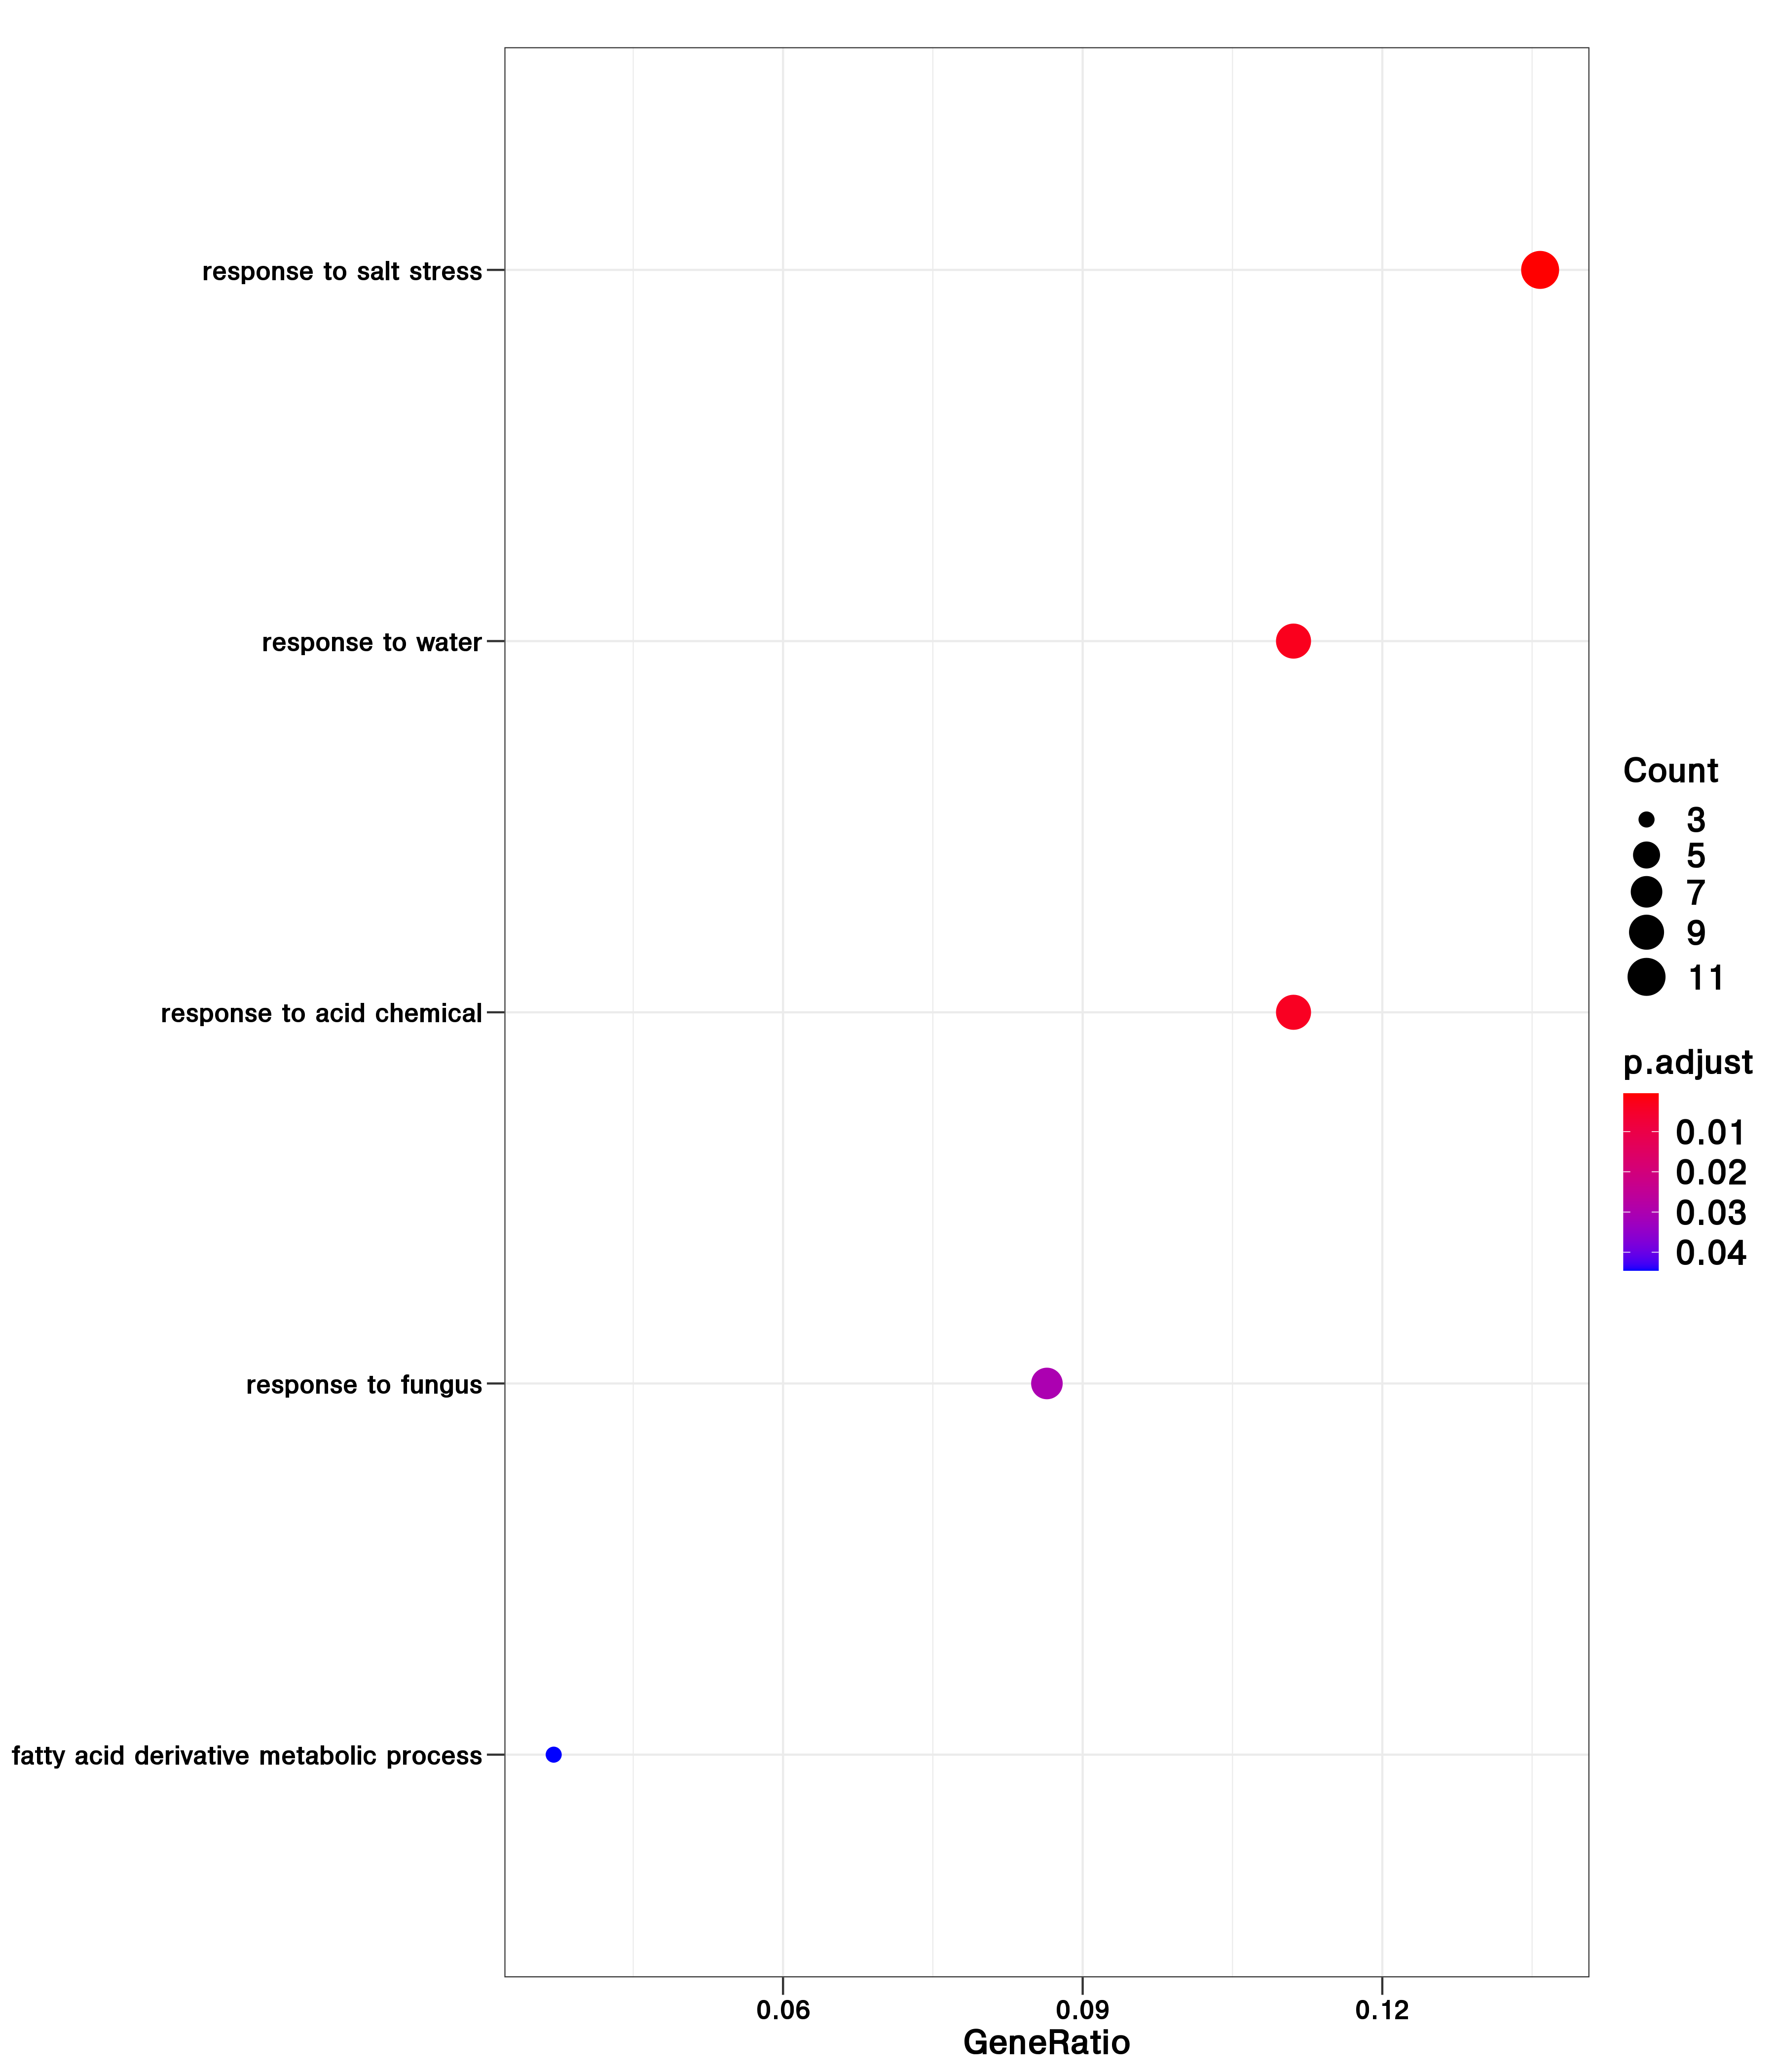 response to salt stress
response to water
response to acid chemical
response to fungus
fatty acid derivative metabolic process
0.06 0.09 0.12
GeneRatio
Count
3
5
7
9
11
p.adjust
0.01
0.02
0.03
0.04